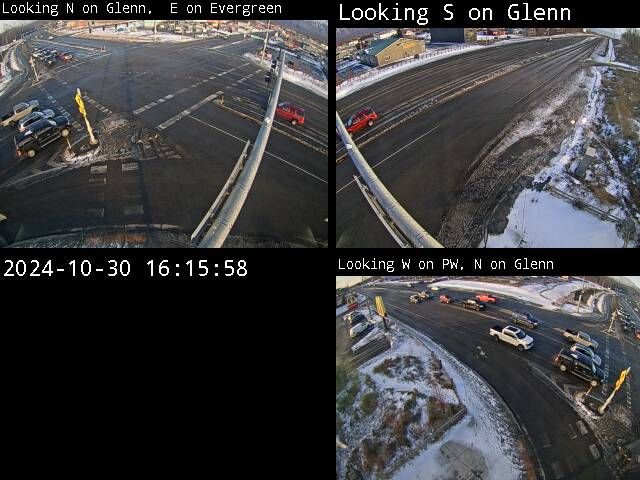 Looking N on Glenn, E on Evergreen
Looking S on Glenn
2024-10-30 16:15:58
Looking W on PW, N on Glenn